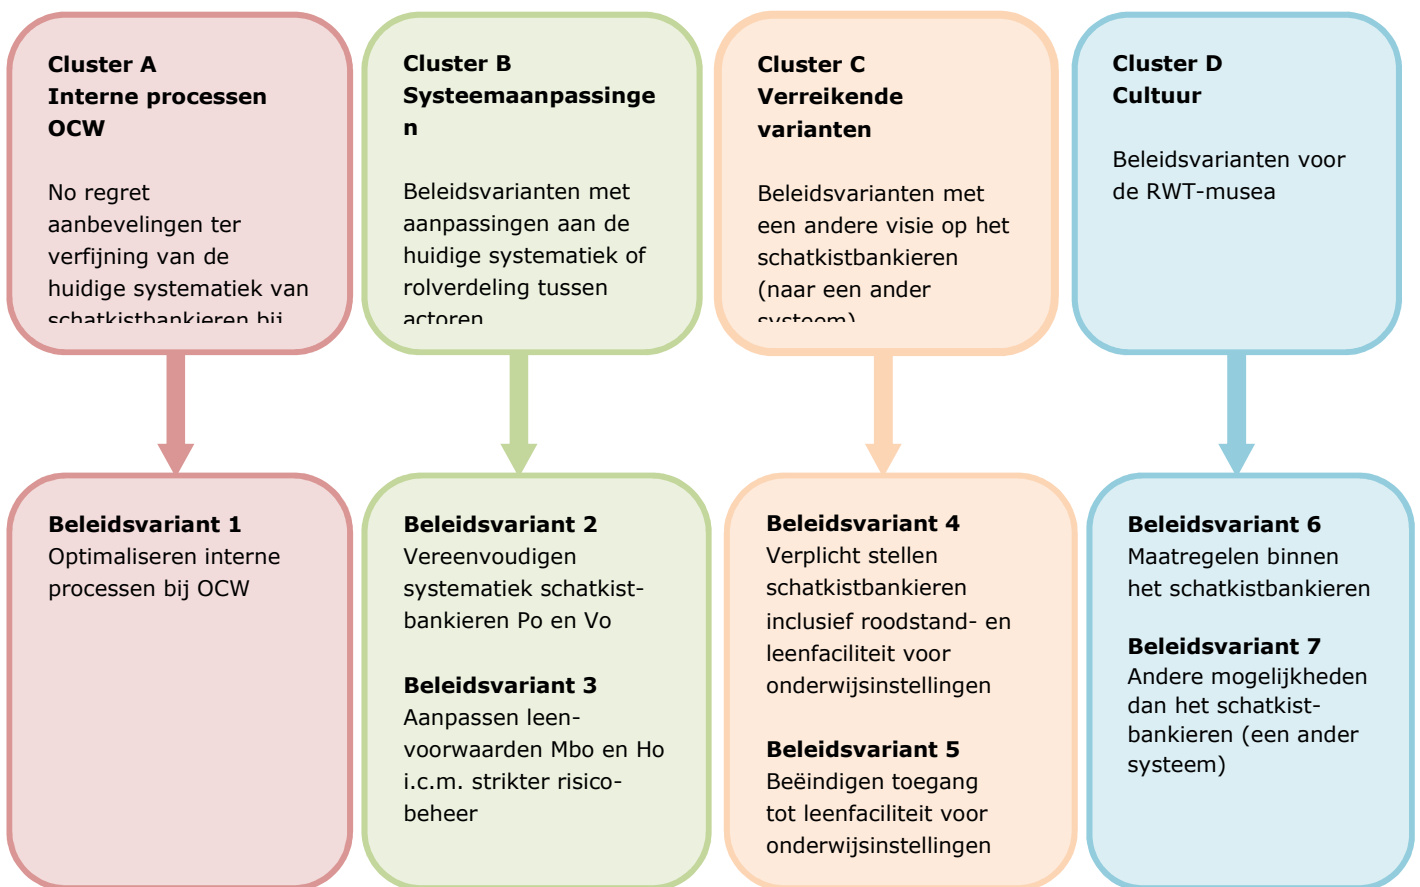 Cluster A
Interne processen
OCW
No regret
aanbevelingen ter
verfijning van de
huidige systematiek van
schatkistbankieren bij
Cluster B
Systeemaanpassinge
n
Beleidsvarianten met
aanpassingen aan de
huidige systematiek of
rolverdeling tussen
actoren
Cluster C
Verreikende
varianten
Beleidsvarianten met
een andere visie op het
schatkistbankieren
(naar een ander
systeem)
Cluster D
Cultuur
Beleidsvarianten voor
de RWT-musea
Beleidsvariant 1
Optimaliseren interne
processen bij OCW
Beleidsvariant 2
Vereenvoudigen
systematiek schatkist-
bankieren Po en Vo
Beleidsvariant 3
Aanpassen leen-
voorwaarden Mbo en Ho
i.c.m. strikter risico-
beheer
Beleidsvariant 4
Verplicht stellen
schatkistbankieren
inclusief roodstand- en
leenfaciliteit voor
onderwijsinstellingen
Beleidsvariant 5
Beëindigen toegang
tot leenfaciliteit voor
onderwijsinstellingen
Beleidsvariant 6
Maatregelen binnen
het schatkistbankieren
Beleidsvariant 7
Andere mogelijkheden
dan het schatkist-
bankieren (een ander
systeem)